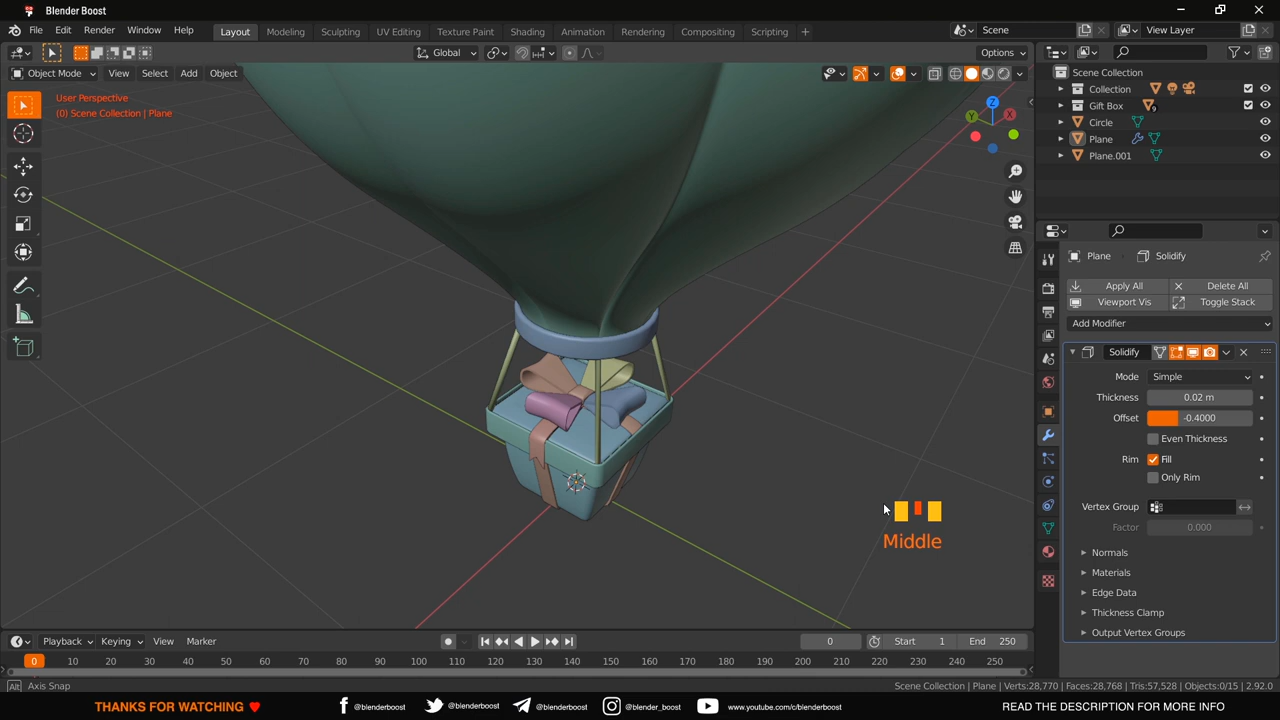 Blender Boost
File Edit Render Window Help Layout Modeling Sculpting UV Editing Texture Paint Shading Animation Rendering Compositing Scripting + Scene View Layer
Global Options
Object Mode View Select Add Object
User Perspective
(0) Scene Collection | Plane
Z
X
Y
Scene Collection
Collection
Gift Box 9
Circle
Plane
Plane.001
Plane Solidify
Apply All Delete All
Viewport Vis Toggle Stack
Add Modifier
Solidify
Mode Simple
Thickness 0.02 m
Offset -0.4000
Even Thickness
Rim Fill
Only Rim
Vertex Group
Factor 0.000
Normals
Materials
Edge Data
Thickness Clamp
Output Vertex Groups
Middle
Playback Keying View Marker 0 Start 1 End 250
0 10 20 30 40 50 60 70 80 90 100 110 120 130 140 150 160 170 180 190 200 210 220 230 240 250
Alt Axis Snap Scene Collection | Plane | Verts:28,770 | Faces:28,768 | Tris:57,528 | Objects:0/15 | 2.92.0
THANKS FOR WATCHING @blenderboost @blenderboost @blenderboost @blender_boost www.youtube.com/c/blenderboost READ THE DESCRIPTION FOR MORE INFO